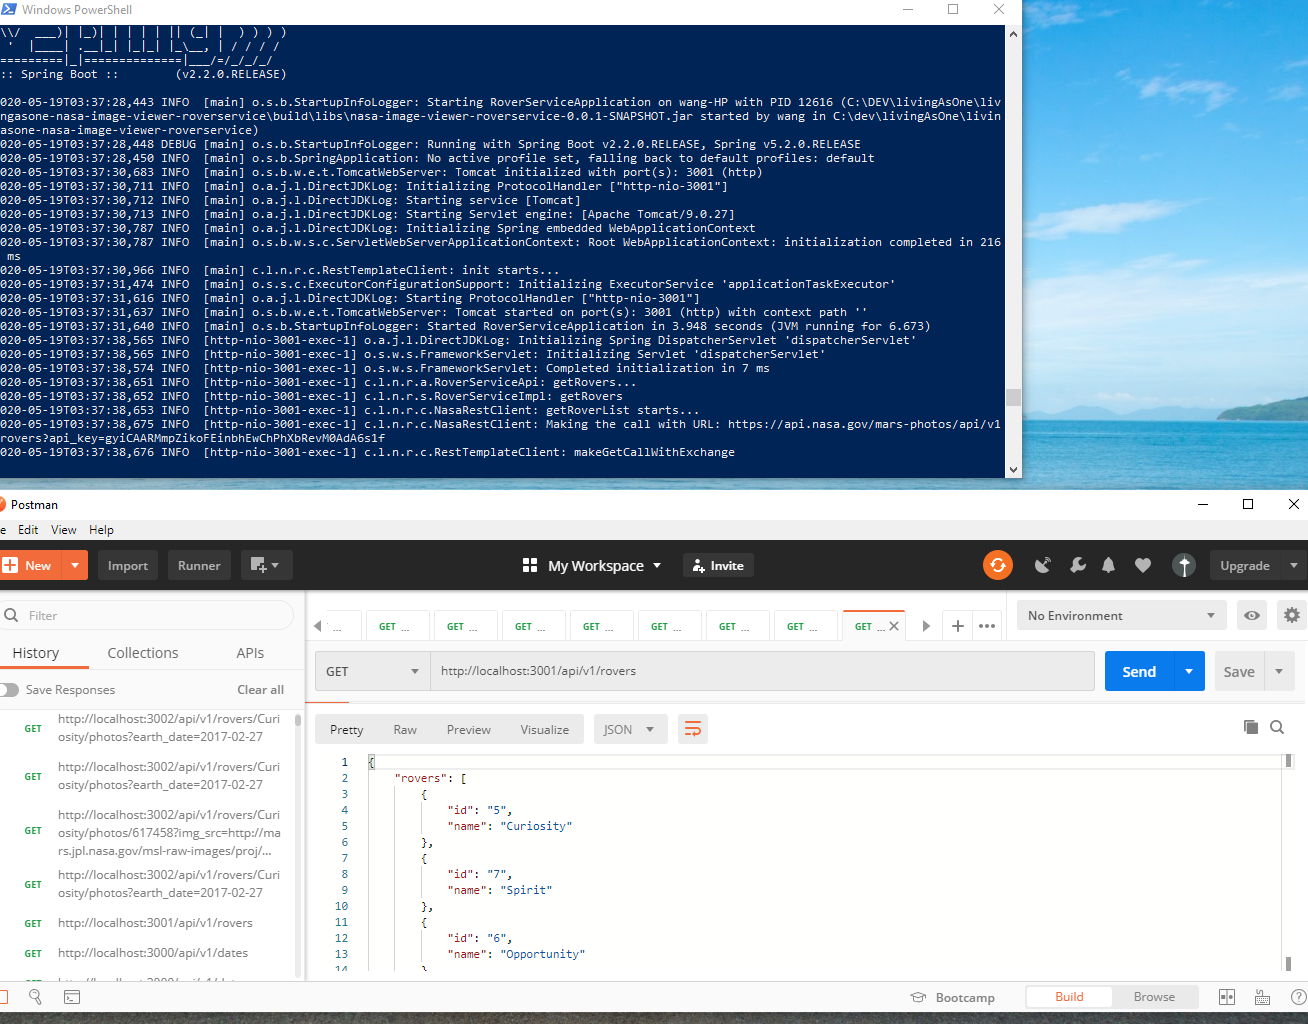 Windows PowerShell
:: Spring Boot ::        (v2.2.0.RELEASE)
020-05-19T03:37:28,443 INFO  [main] o.s.b.StartupInfoLogger: Starting RoverServiceApplication on wang-HP with PID 12616 (C:\DEV\livingAsOne\liv
ingasone-nasa-image-viewer-roverservice\build\libs\nasa-image-viewer-roverservice-0.0.1-SNAPSHOT.jar started by wang in C:\dev\livingAsOne\livin
asone-nasa-image-viewer-roverservice)
020-05-19T03:37:28,448 DEBUG [main] o.s.b.StartupInfoLogger: Running with Spring Boot v2.2.0.RELEASE, Spring v5.2.0.RELEASE
020-05-19T03:37:28,450 INFO  [main] o.s.b.SpringApplication: No active profile set, falling back to default profiles: default
020-05-19T03:37:30,683 INFO  [main] o.s.b.w.e.t.TomcatWebServer: Tomcat initialized with port(s): 3001 (http)
020-05-19T03:37:30,711 INFO  [main] o.a.j.l.DirectJDKLog: Initializing ProtocolHandler ["http-nio-3001"]
020-05-19T03:37:30,712 INFO  [main] o.a.j.l.DirectJDKLog: Starting service [Tomcat]
020-05-19T03:37:30,713 INFO  [main] o.a.j.l.DirectJDKLog: Starting Servlet engine: [Apache Tomcat/9.0.27]
020-05-19T03:37:30,787 INFO  [main] o.a.j.l.DirectJDKLog: Initializing Spring embedded WebApplicationContext
020-05-19T03:37:30,787 INFO  [main] o.s.b.w.s.c.ServletWebServerApplicationContext: Root WebApplicationContext: initialization completed in 216
 ms
020-05-19T03:37:30,966 INFO  [main] c.l.n.r.c.RestTemplateClient: init starts...
020-05-19T03:37:31,474 INFO  [main] o.s.s.c.ExecutorConfigurationSupport: Initializing ExecutorService 'applicationTaskExecutor'
020-05-19T03:37:31,616 INFO  [main] o.a.j.l.DirectJDKLog: Starting ProtocolHandler ["http-nio-3001"]
020-05-19T03:37:31,637 INFO  [main] o.s.b.w.e.t.TomcatWebServer: Tomcat started on port(s): 3001 (http) with context path ''
020-05-19T03:37:31,640 INFO  [main] o.s.b.StartupInfoLogger: Started RoverServiceApplication in 3.948 seconds (JVM running for 6.673)
020-05-19T03:37:38,565 INFO  [http-nio-3001-exec-1] o.a.j.l.DirectJDKLog: Initializing Spring DispatcherServlet 'dispatcherServlet'
020-05-19T03:37:38,565 INFO  [http-nio-3001-exec-1] o.s.w.s.FrameworkServlet: Initializing Servlet 'dispatcherServlet'
020-05-19T03:37:38,574 INFO  [http-nio-3001-exec-1] o.s.w.s.FrameworkServlet: Completed initialization in 7 ms
020-05-19T03:37:38,651 INFO  [http-nio-3001-exec-1] c.l.n.r.a.RoverServiceApi: getRovers...
020-05-19T03:37:38,652 INFO  [http-nio-3001-exec-1] c.l.n.r.s.RoverServiceImpl: getRovers
020-05-19T03:37:38,653 INFO  [http-nio-3001-exec-1] c.l.n.r.c.NasaRestClient: getRoverList starts...
020-05-19T03:37:38,675 INFO  [http-nio-3001-exec-1] c.l.n.r.c.NasaRestClient: Making the call with URL: https://api.nasa.gov/mars-photos/api/v1
rovers?api_key=gyiCAARMmpZikoFEinbhEwChPhXbRevM0AdA6s1f
020-05-19T03:37:38,676 INFO  [http-nio-3001-exec-1] c.l.n.r.c.RestTemplateClient: makeGetCallWithExchange
Postman
e Edit View Help
New Import Runner My Workspace Invite Upgrade
Filter
... GET ... GET ... GET ... GET ... GET ... GET ... GET ... GET ... No Environment
History Collections APIs
GET http://localhost:3001/api/v1/rovers Send Save
Save Responses Clear all
GET http://localhost:3002/api/v1/rovers/Curi
osity/photos?earth_date=2017-02-27
GET http://localhost:3002/api/v1/rovers/Curi
osity/photos?earth_date=2017-02-27
GET http://localhost:3002/api/v1/rovers/Curi
osity/photos/617458?img_src=http://ma
rs.jpl.nasa.gov/msl-raw-images/proj/...
GET http://localhost:3002/api/v1/rovers/Curi
osity/photos?earth_date=2017-02-27
GET http://localhost:3001/api/v1/rovers
GET http://localhost:3000/api/v1/dates
Pretty Raw Preview Visualize JSON
1 {
2 "rovers": [
3 {
4 "id": "5",
5 "name": "Curiosity"
6 },
7 {
8 "id": "7",
9 "name": "Spirit"
10 },
11 {
12 "id": "6",
13 "name": "Opportunity"
14 }
Bootcamp Build Browse